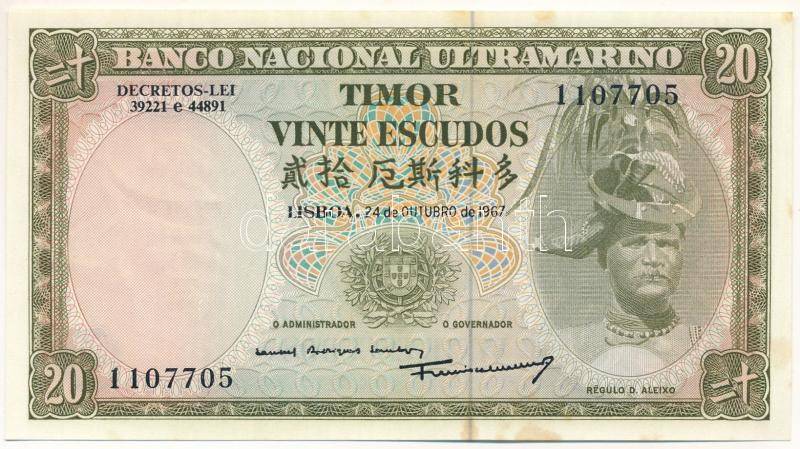 20 BANCO NACIONAL ULTRAMARINO 20
二十
DECRETOS-LEI
39221 e 44891
TIMOR
1107705
VINTE ESCUDOS
貳拾厄斯科多
LISBOA, 24 de OUTUBRO de 1967
O ADMINISTRADOR O GOVERNADOR
20 1107705
二十
RÉGULO D. ALEIXO